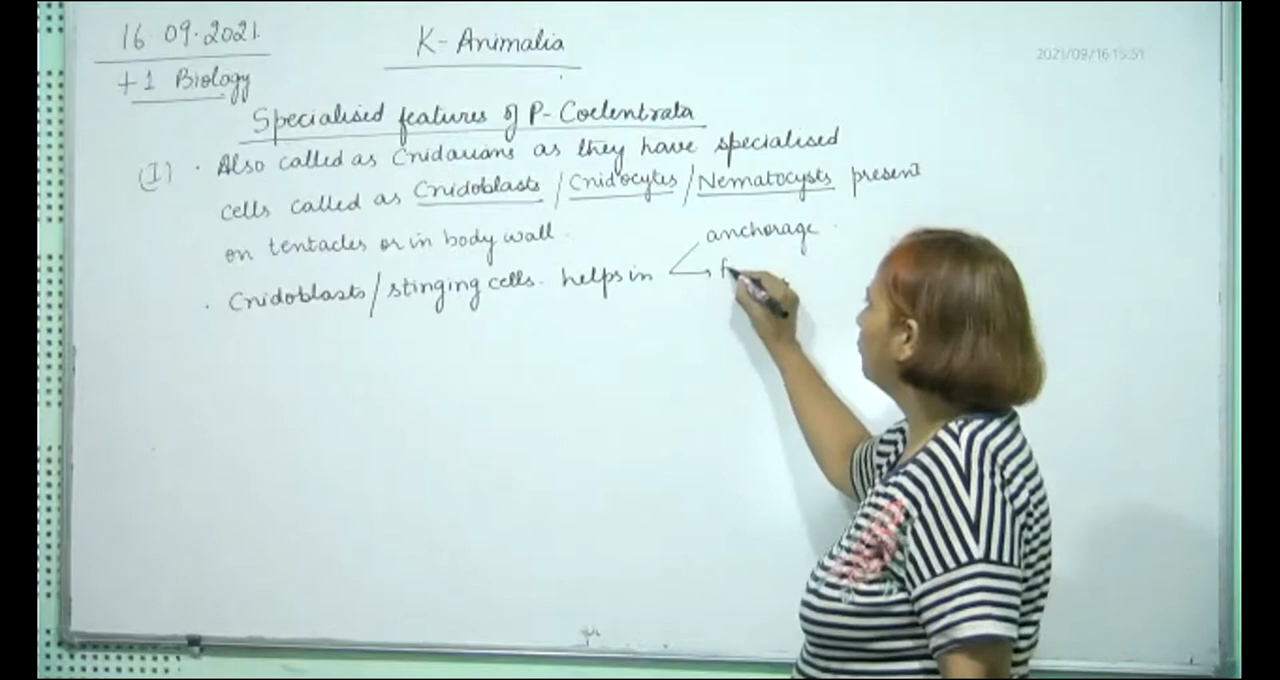 16.09.2021.
K- Animalia
2021/09/16 15:51
+1 Biology
Specialised features of P- Coelentrata
(I) . Also called as Cnidarians as they have specialised
cells called as Cnidoblasts / Cnidocytes / Nematocysts present
on tentacles or in body wall.
anchorage
. Cnidoblasts / stinging cells. helps in